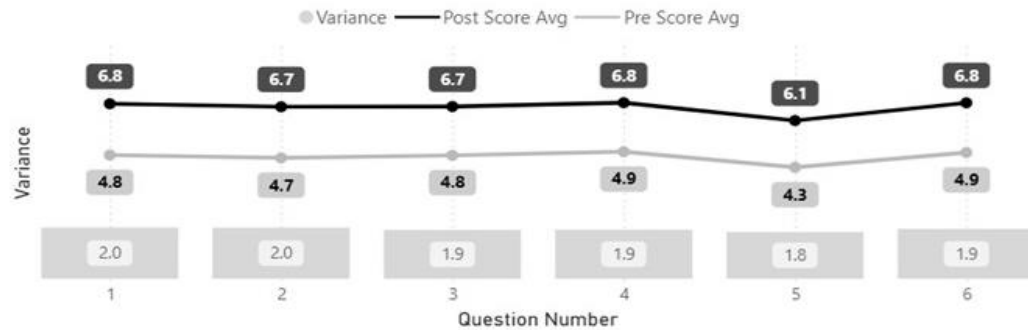 Variance Post Score Avg Pre Score Avg
6.8 6.7 6.7 6.8 6.1 6.8
4.8 4.7 4.8 4.9 4.3 4.9
Variance
2.0 2.0 1.9 1.9 1.8 1.9
1 2 3 4 5 6
Question Number